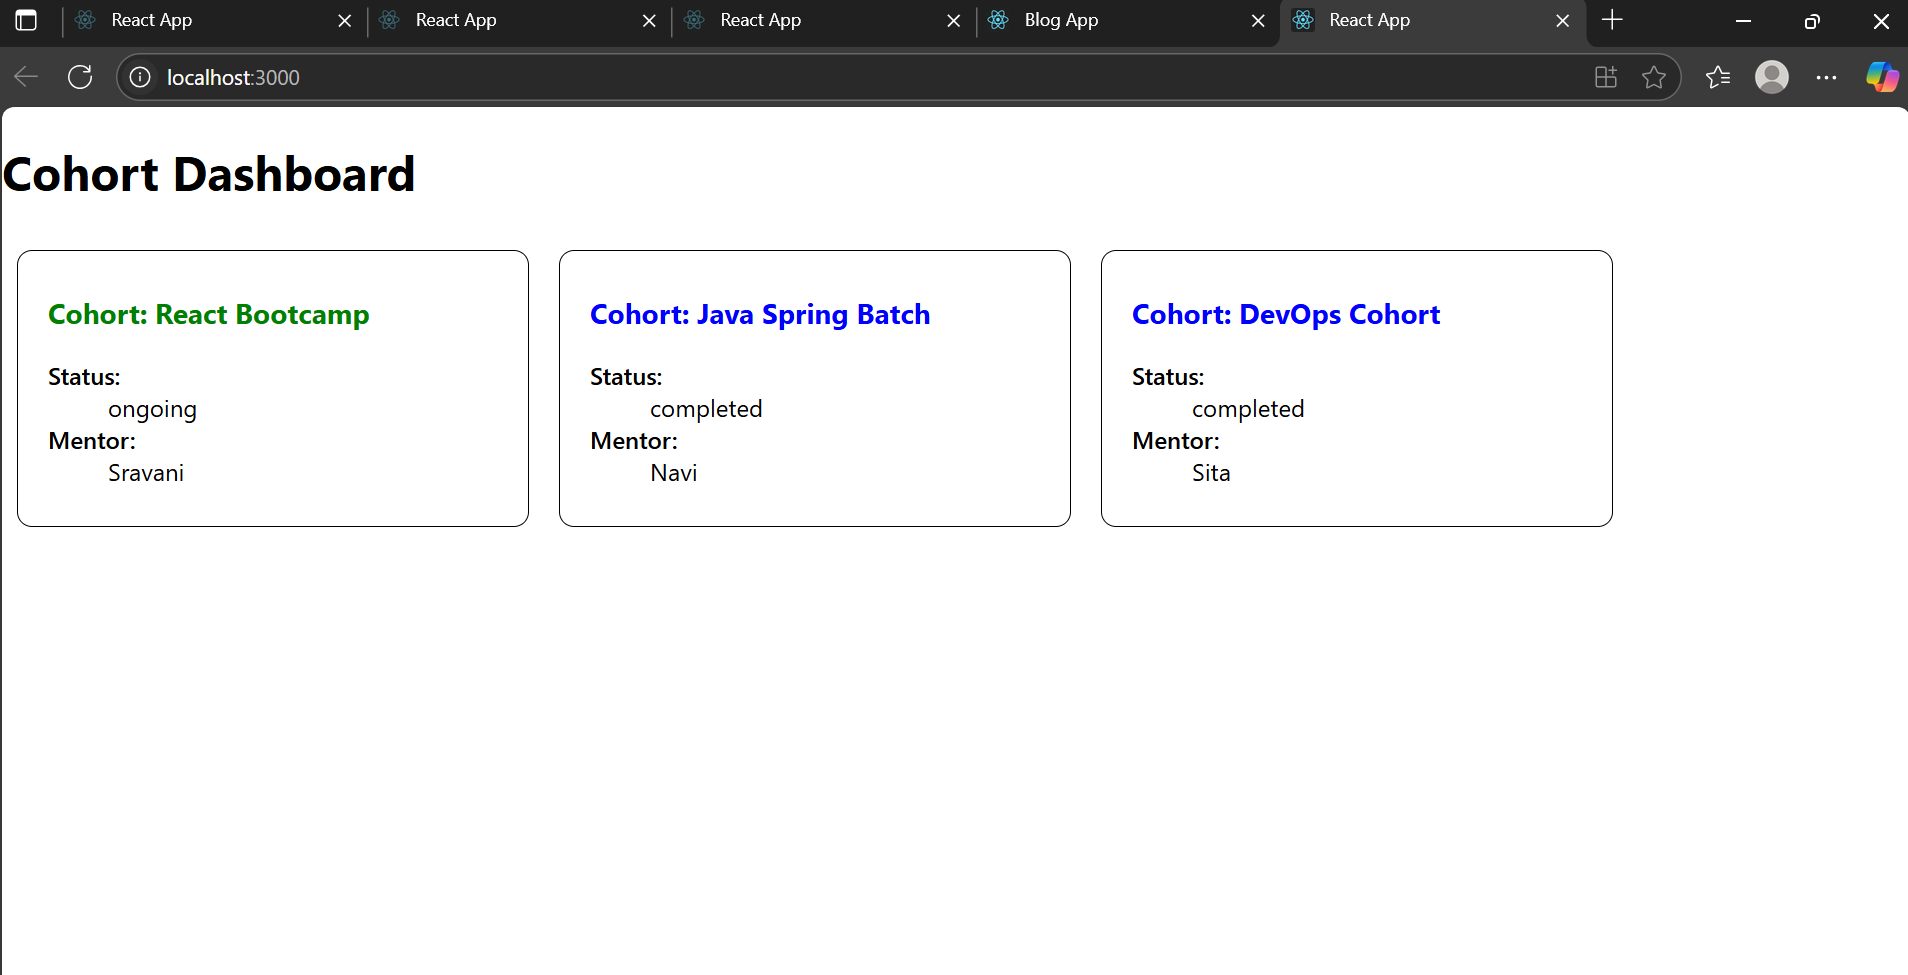 React App
React App
React App
Blog App
React App
localhost:3000
Cohort Dashboard
Cohort: React Bootcamp
Status:
ongoing
Mentor:
Sravani
Cohort: Java Spring Batch
Status:
completed
Mentor:
Navi
Cohort: DevOps Cohort
Status:
completed
Mentor:
Sita